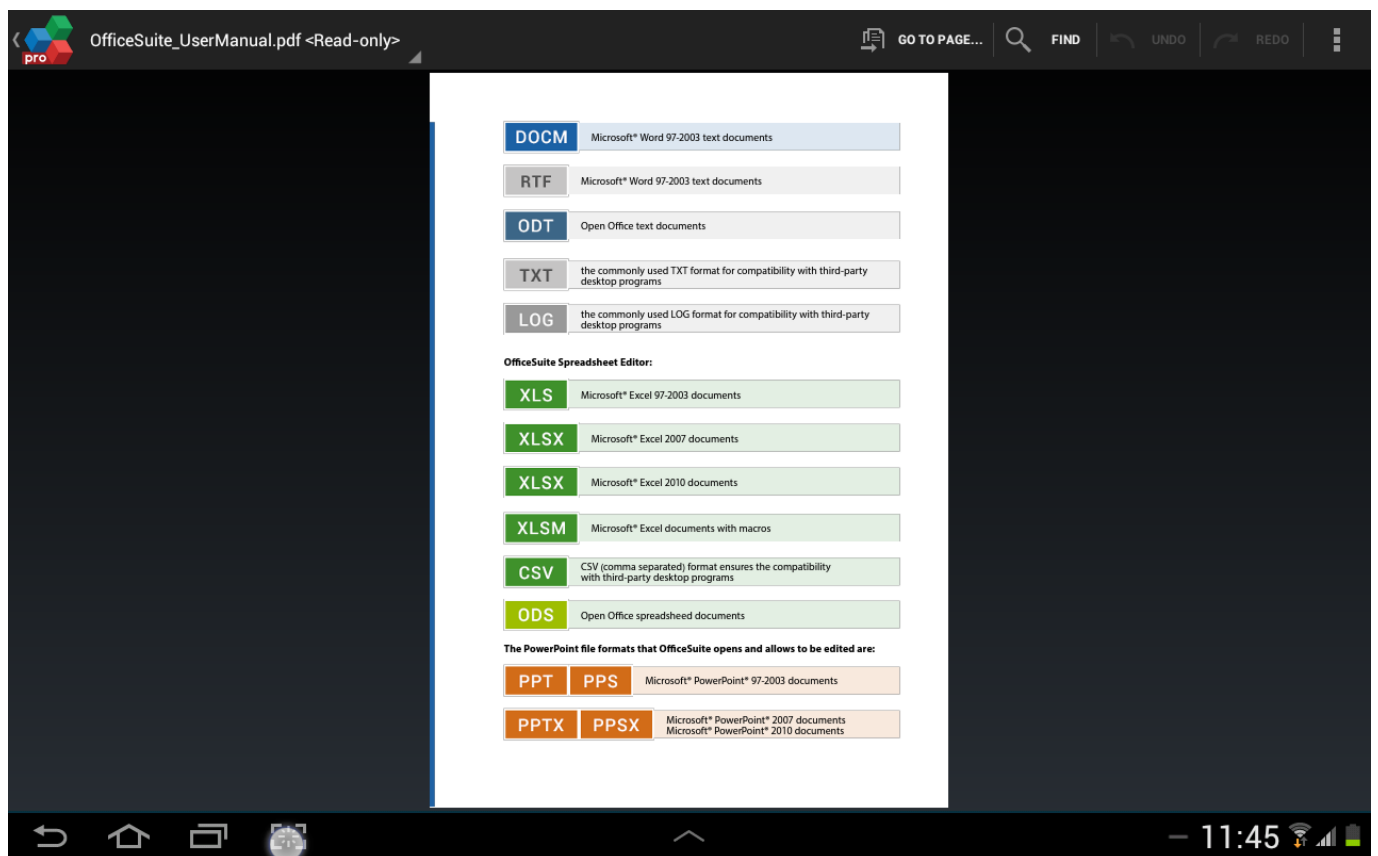 OfficeSuite_UserManual.pdf <Read-only>
GO TO PAGE...
FIND
UNDO
REDO
pro
DOCM Microsoft® Word 97-2003 text documents
RTF Microsoft® Word 97-2003 text documents
ODT Open Office text documents
TXT the commonly used TXT format for compatibility with third-party
desktop programs
LOG the commonly used LOG format for compatibility with third-party
desktop programs
OfficeSuite Spreadsheet Editor:
XLS Microsoft® Excel 97-2003 documents
XLSX Microsoft® Excel 2007 documents
XLSX Microsoft® Excel 2010 documents
XLSM Microsoft® Excel documents with macros
CSV CSV (comma separated) format ensures the compatibility
with third-party desktop programs
ODS Open Office spreadsheed documents
The PowerPoint file formats that OfficeSuite opens and allows to be edited are:
PPT PPS Microsoft® PowerPoint® 97-2003 documents
PPTX PPSX Microsoft® PowerPoint® 2007 documents
Microsoft® PowerPoint® 2010 documents
11:45